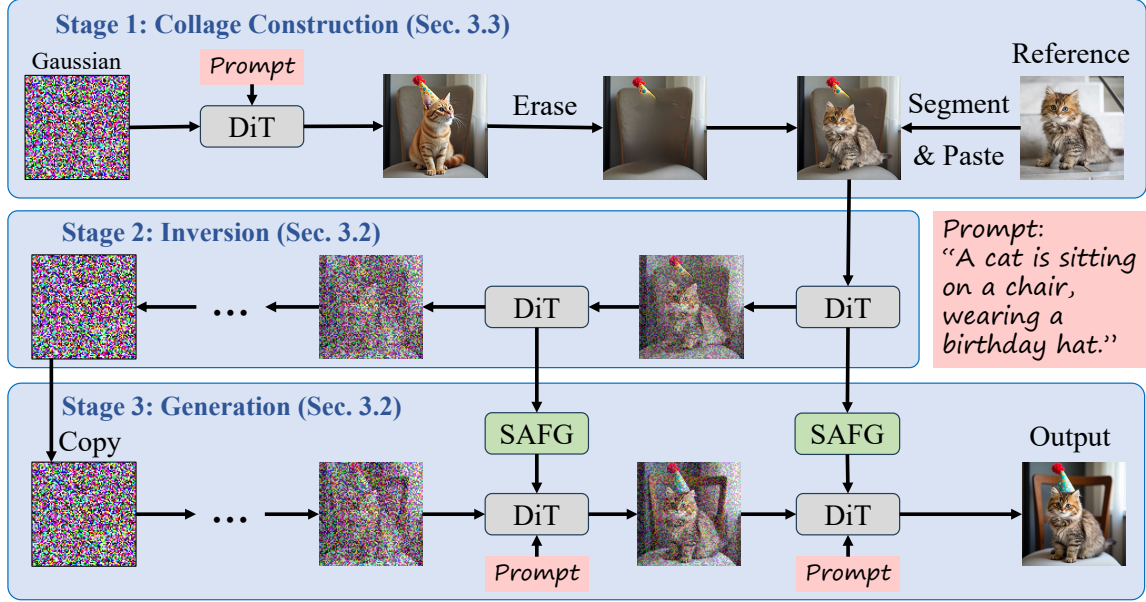 Stage 1: Collage Construction (Sec. 3.3)
Gaussian
Prompt
DiT
Erase
Segment
& Paste
Reference
Stage 2: Inversion (Sec. 3.2)
...
DiT
DiT
Prompt:
“A cat is sitting
on a chair,
wearing a
birthday hat.”
Stage 3: Generation (Sec. 3.2)
Copy
SAFG
SAFG
Output
...
DiT
DiT
Prompt
Prompt